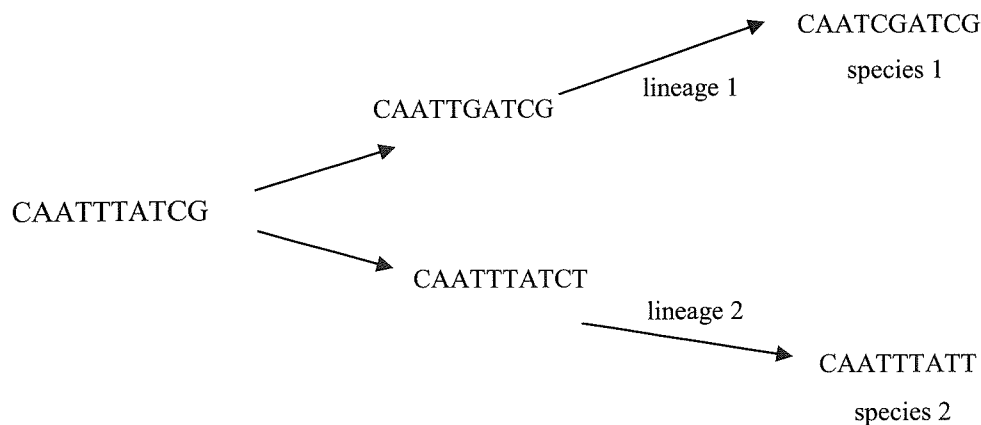 CAATCGATCG
species 1
lineage 1
CAATTGATCG
CAATTTATCG
CAATTTATCT
lineage 2
CAATTTATT
species 2